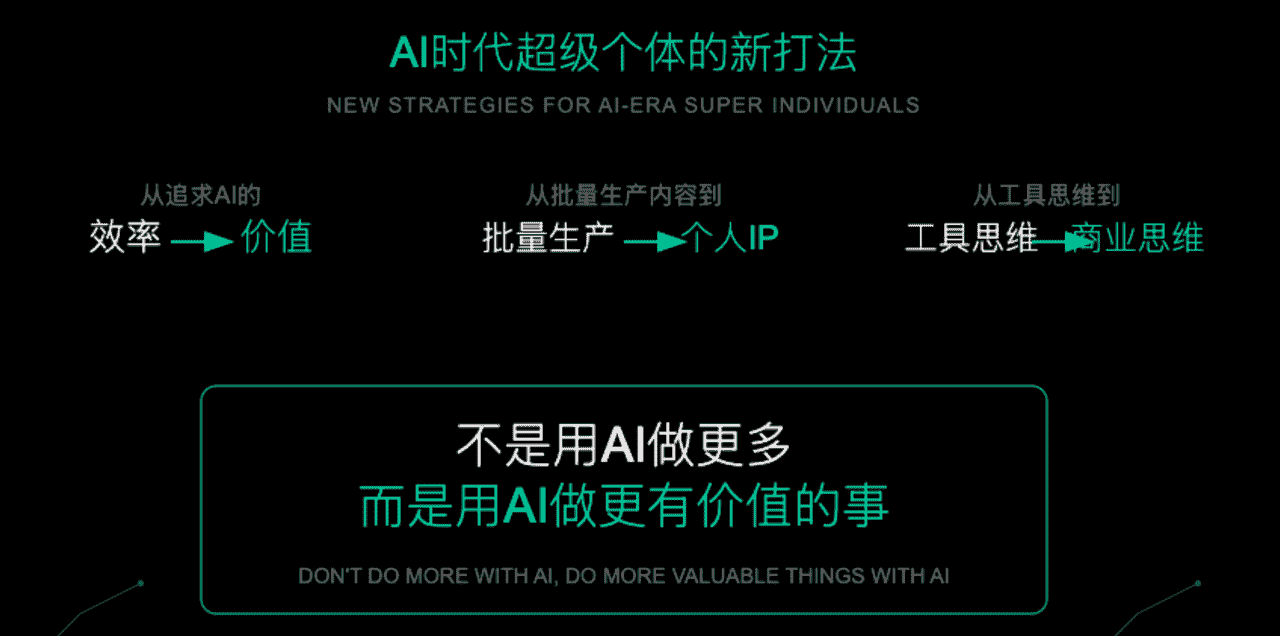 AI时代超级个体的新打法
NEW STRATEGIES FOR AI-ERA SUPER INDIVIDUALS
从追求AI的
效率 价值
从批量生产内容到
批量生产 个人IP
从工具思维到
工具思维 商业思维
不是用AI做更多
而是用AI做更有价值的事
DON'T DO MORE WITH AI, DO MORE VALUABLE THINGS WITH AI